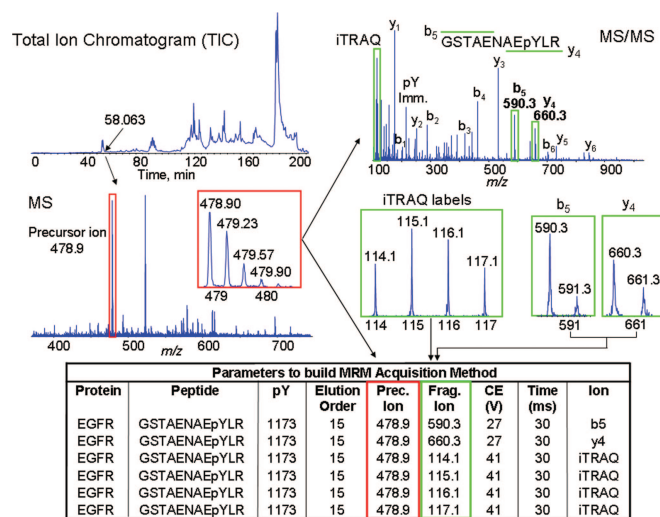 Total Ion Chromatogram (TIC)
58.063
0 40 80 120 160 200
Time, min
MS
Precursor ion
478.9
478.90
479.23
479.57
479.90
479 480
400 500 600 700
m/z
iTRAQ
y1
b5 GSTAENAEpYLR
y4
MS/MS
pY
Imm.
y2
b1
b2
b3
b4
y3
b5
590.3
y4
660.3
b6
y5
y6
100 300 500 700 900
m/z
iTRAQ labels
114.1
115.1
116.1
117.1
114 115 116 117
b5
590.3
591.3
591
y4
660.3
661.3
661
Parameters to build MRM Acquisition Method
Protein Peptide pY Elution Order Prec. Ion Frag. Ion CE (V) Time (ms) Ion
EGFR GSTAENAEpYLR 1173 15 478.9 590.3 27 30 b5
EGFR GSTAENAEpYLR 1173 15 478.9 660.3 27 30 y4
EGFR GSTAENAEpYLR 1173 15 478.9 114.1 41 30 iTRAQ
EGFR GSTAENAEpYLR 1173 15 478.9 115.1 41 30 iTRAQ
EGFR GSTAENAEpYLR 1173 15 478.9 116.1 41 30 iTRAQ
EGFR GSTAENAEpYLR 1173 15 478.9 117.1 41 30 iTRAQ